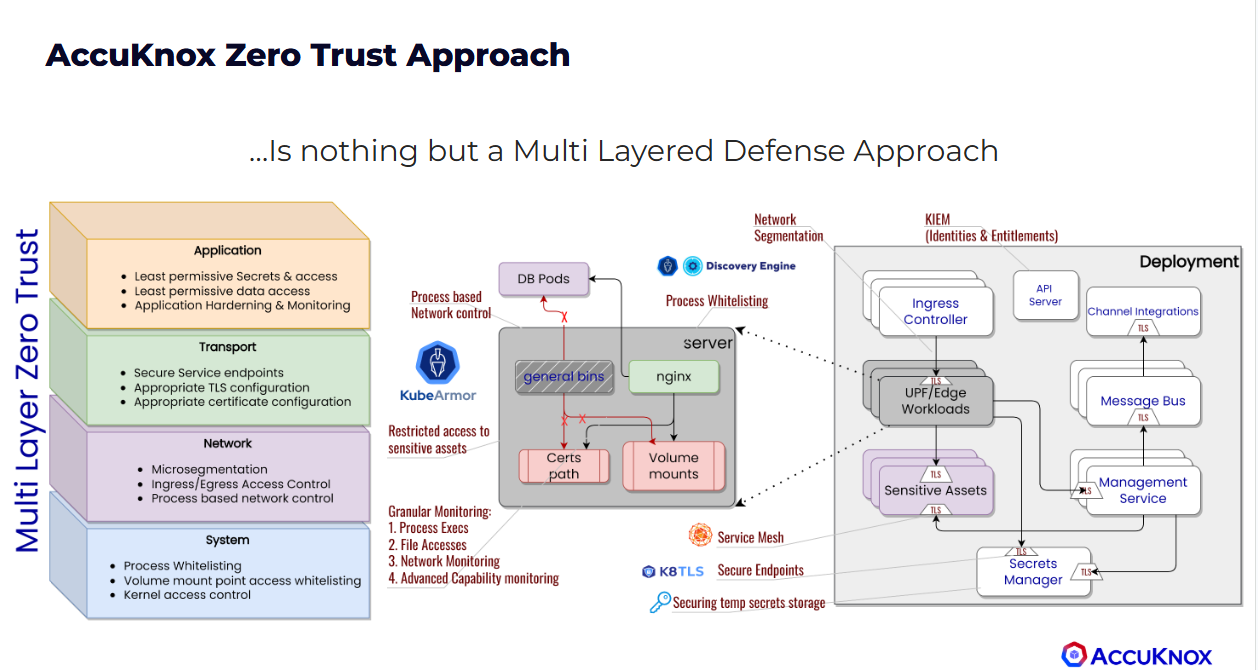 AccuKnox Zero Trust Approach
...Is nothing but a Multi Layered Defense Approach
Multi Layer Zero Trust
Application
• Least permissive Secrets & access
• Least permissive data access
• Application Harderning & Monitoring
Transport
• Secure Service endpoints
• Appropriate TLS configuration
• Appropriate certificate configuration
Network
• Microsegmentation
• Ingress/Egress Access Control
• Process based network control
System
• Process Whitelisting
• Volume mount point access whitelisting
• Kernel access control
Process based
Network control
KubeArmor
Restricted access to
sensitive assets
Granular Monitoring:
1. Process Execs
2. File Accesses
3. Network Monitoring
4. Advanced Capability monitoring
DB Pods
X
server
general bins
nginx
X
X
Certs
path
Volume
mounts
Discovery Engine
Process Whitelisting
Network
Segmentation
KIEM
(Identities & Entitlements)
Deployment
Ingress
Controller
API
Server
Channel Integrations
TLS
TLS
UPF/Edge
Workloads
Message Bus
TLS
TLS
Sensitive Assets
TLS
TLS
Management
Service
TLS
Secrets
Manager
TLS
Service Mesh
K8TLS
Secure Endpoints
Securing temp secrets storage
ACCUKNOX